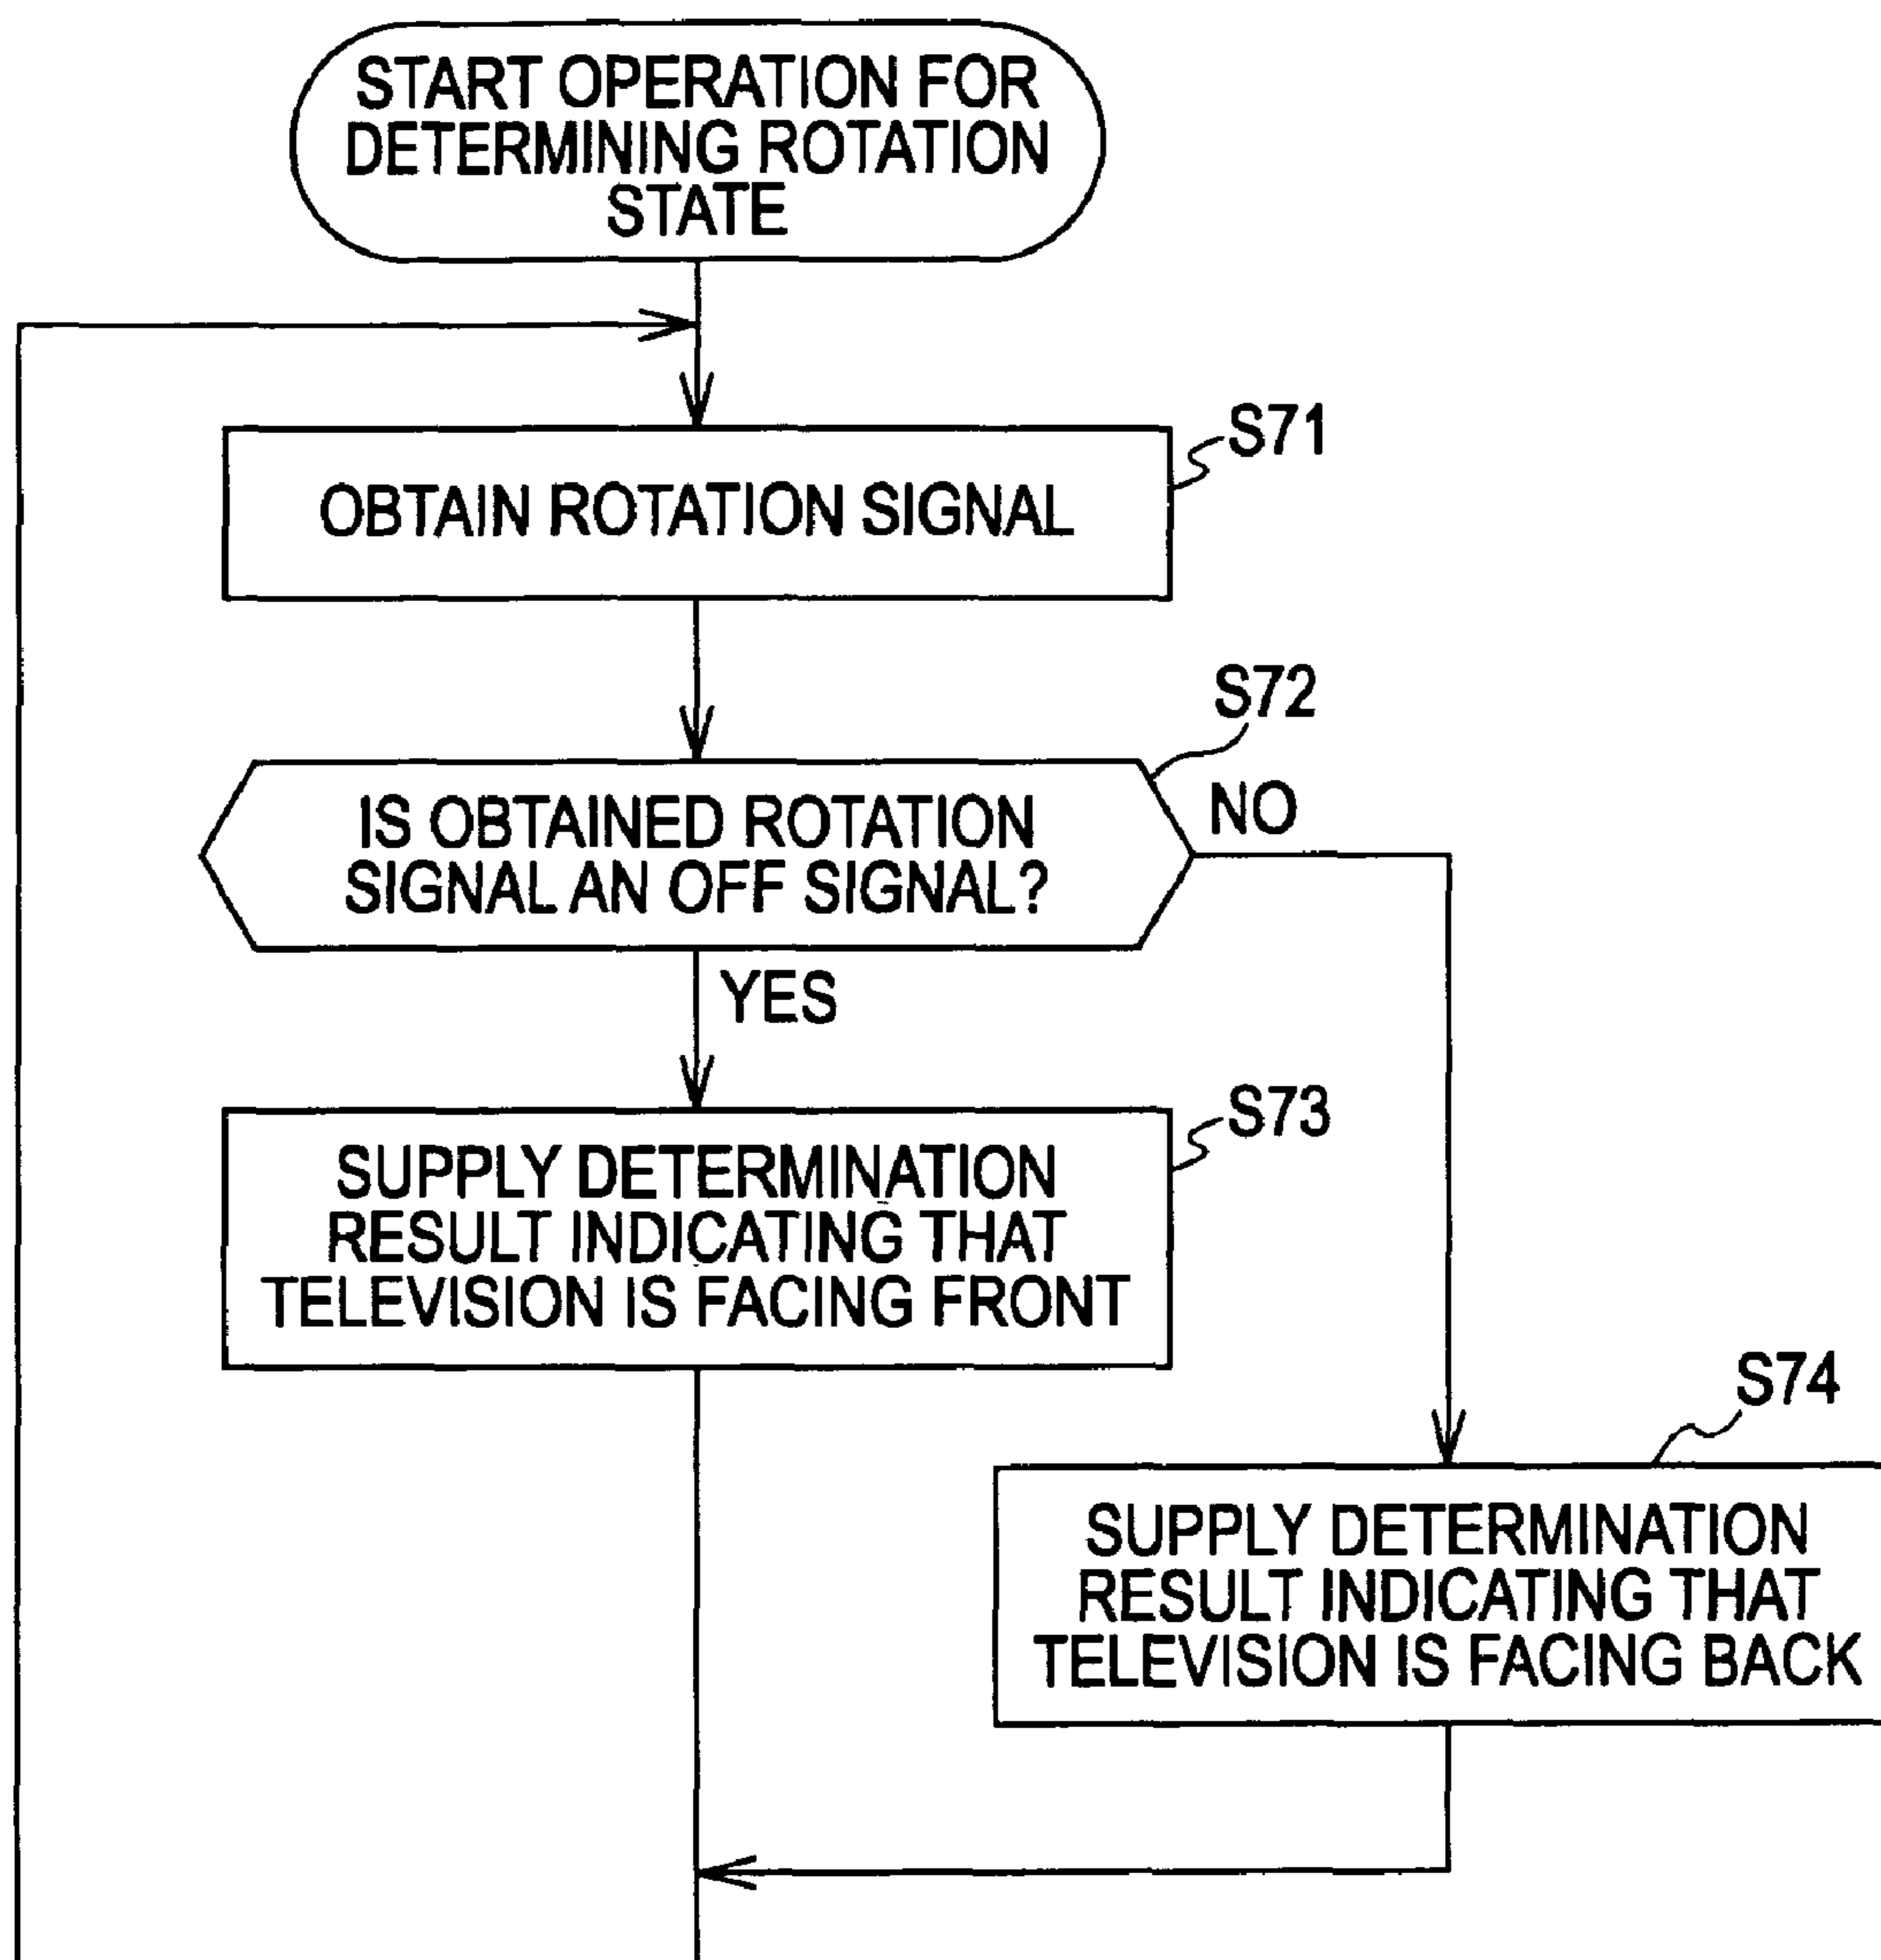 START OPERATION FOR
DETERMINING ROTATION
STATE
S71
OBTAIN ROTATION SIGNAL
S72
IS OBTAINED ROTATION
SIGNAL AN OFF SIGNAL?
NO
YES
S73
SUPPLY DETERMINATION
RESULT INDICATING THAT
TELEVISION IS FACING FRONT
S74
SUPPLY DETERMINATION
RESULT INDICATING THAT
TELEVISION IS FACING BACK